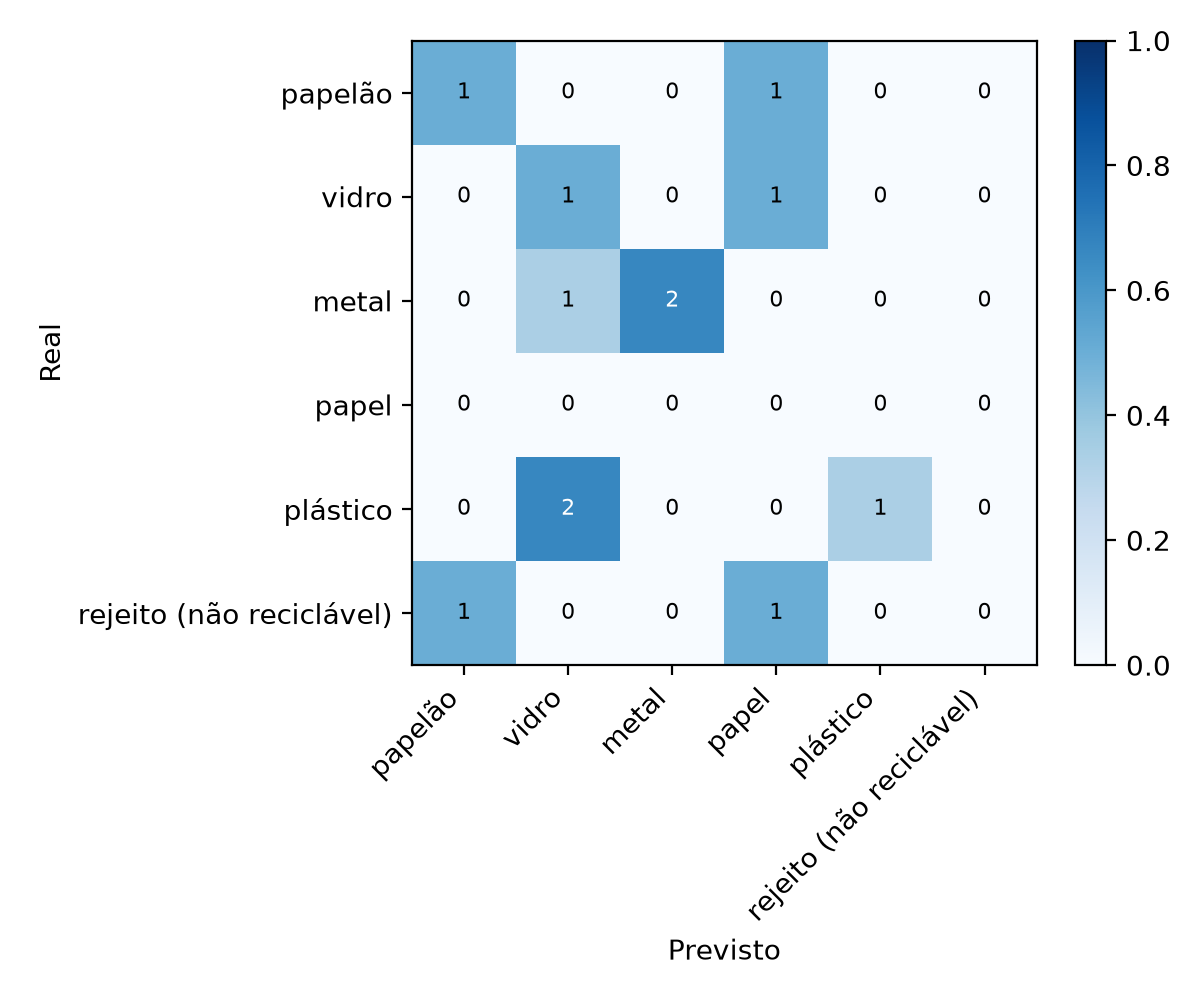 papelão 1 0 0 1 0 0
vidro 0 1 0 1 0 0
metal 0 1 2 0 0 0
papel 0 0 0 0 0 0
plástico 0 2 0 0 1 0
rejeito (não reciclável) 1 0 0 1 0 0
Real
papelão
vidro
metal
papel
plástico
rejeito (não reciclável)
Previsto
1.0
0.8
0.6
0.4
0.2
0.0